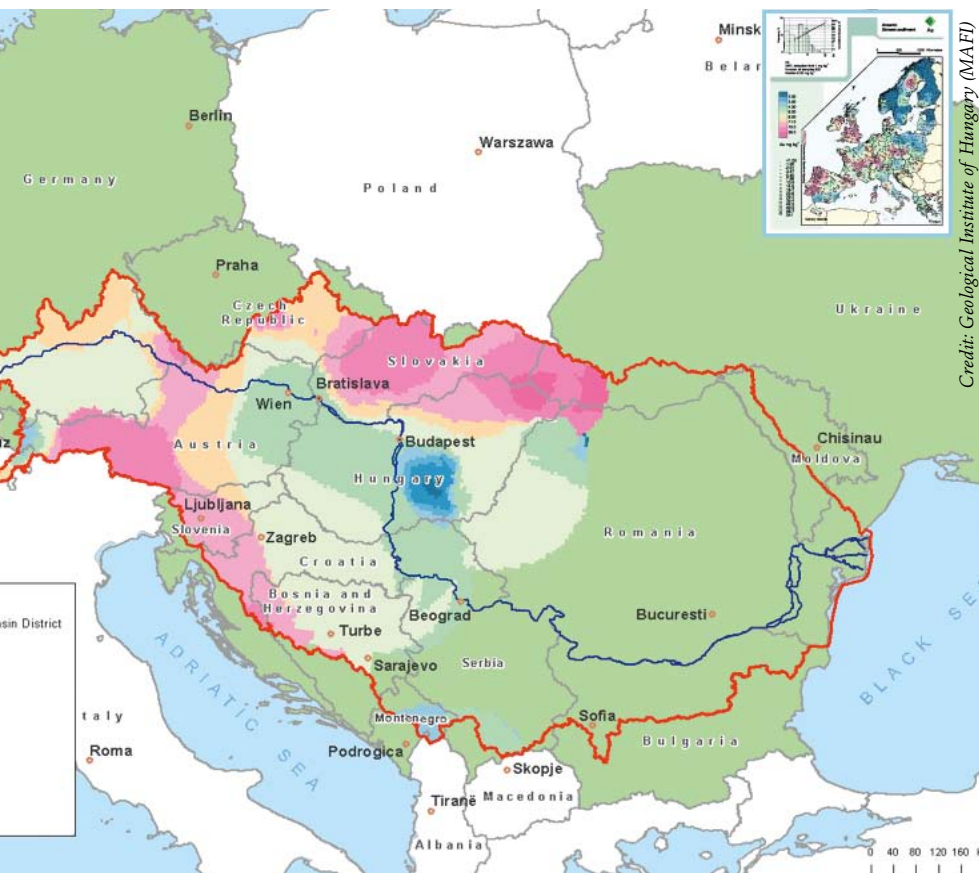 Minsk
Belar
Berlin
Warszawa
Germany
Poland
Credit: Geological Institute of Hungary (MAFI)
Praha
Czech
Republic
Ukraine
Slovakia
Bratislava
Wien
Chisinau
Moldova
Budapest
Austria
Hungary
Ljubljana
Slovenia
Zagreb
Romania
Croatia
Bosnia and
Herzegovina
Beograd
Bucuresti
sin District
Turbe
Sarajevo
Serbia
ADRIATIC SEA
BLACK SEA
taly
Montenegro
Sofia
Bulgaria
Roma
Podrogica
Skopje
Tiranë
Macedonia
Albania
0 40 80 120 160